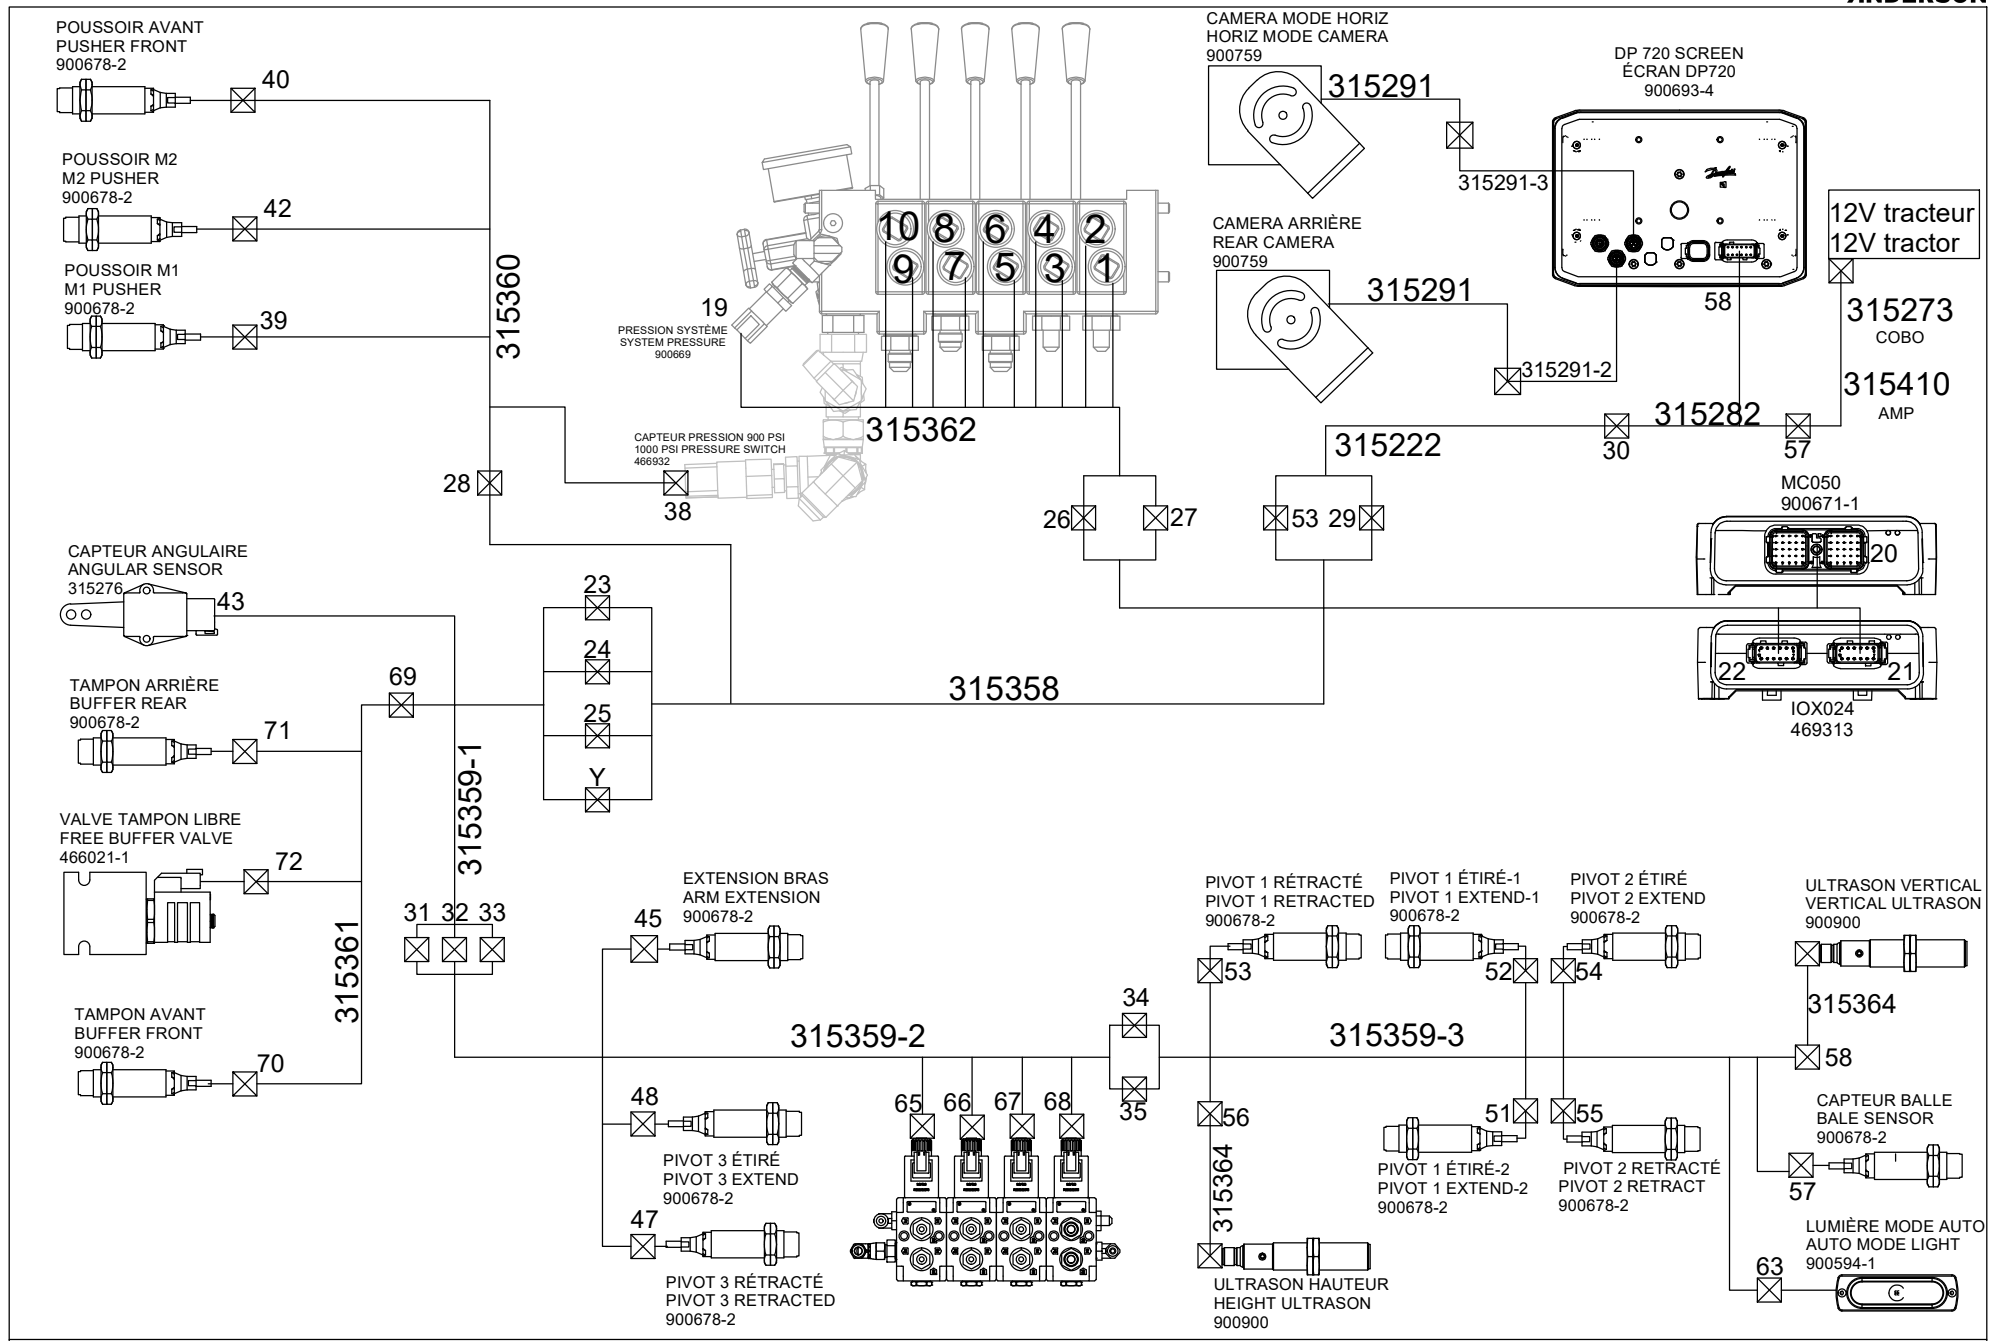 ANDERSON
POUSSOIR AVANT
PUSHER FRONT
900678-2
40
POUSSOIR M2
M2 PUSHER
900678-2
42
POUSSOIR M1
M1 PUSHER
900678-2
39
315360
28
19
PRESSION SYSTÈME
SYSTEM PRESSURE
900669
10
8
6
4
2
9
7
5
3
1
315362
CAPTEUR PRESSION 900 PSI
1000 PSI PRESSURE SWITCH
466932
38
26
27
CAMERA MODE HORIZ
HORIZ MODE CAMERA
900759
315291
315291-3
CAMERA ARRIÈRE
REAR CAMERA
900759
315291
315291-2
DP 720 SCREEN
ÉCRAN DP720
900693-4
Danfoss
58
12V tracteur
12V tractor
315273
COBO
315410
AMP
315282
30
57
315222
53
29
MC050
900671-1
20
22
21
IOX024
469313
CAPTEUR ANGULAIRE
ANGULAR SENSOR
315276
43
23
24
25
Y
315358
69
TAMPON ARRIÈRE
BUFFER REAR
900678-2
71
315359-1
VALVE TAMPON LIBRE
FREE BUFFER VALVE
466021-1
72
315361
31
32
33
TAMPON AVANT
BUFFER FRONT
900678-2
70
EXTENSION BRAS
ARM EXTENSION
900678-2
45
315359-2
48
PIVOT 3 ÉTIRÉ
PIVOT 3 EXTEND
900678-2
47
PIVOT 3 RÉTRACTÉ
PIVOT 3 RETRACTED
900678-2
65
66
67
68
34
35
PIVOT 1 RÉTRACTÉ
PIVOT 1 RETRACTED
900678-2
53
PIVOT 1 ÉTIRÉ-1
PIVOT 1 EXTEND-1
900678-2
52
PIVOT 2 ÉTIRÉ
PIVOT 2 EXTEND
900678-2
54
ULTRASON VERTICAL
VERTICAL ULTRASON
900900
315364
58
315359-3
56
315364
ULTRASON HAUTEUR
HEIGHT ULTRASON
900900
51
PIVOT 1 ÉTIRÉ-2
PIVOT 1 EXTEND-2
900678-2
55
PIVOT 2 RETRACTÉ
PIVOT 2 RETRACT
900678-2
CAPTEUR BALLE
BALE SENSOR
900678-2
57
LUMIÈRE MODE AUTO
AUTO MODE LIGHT
900594-1
63